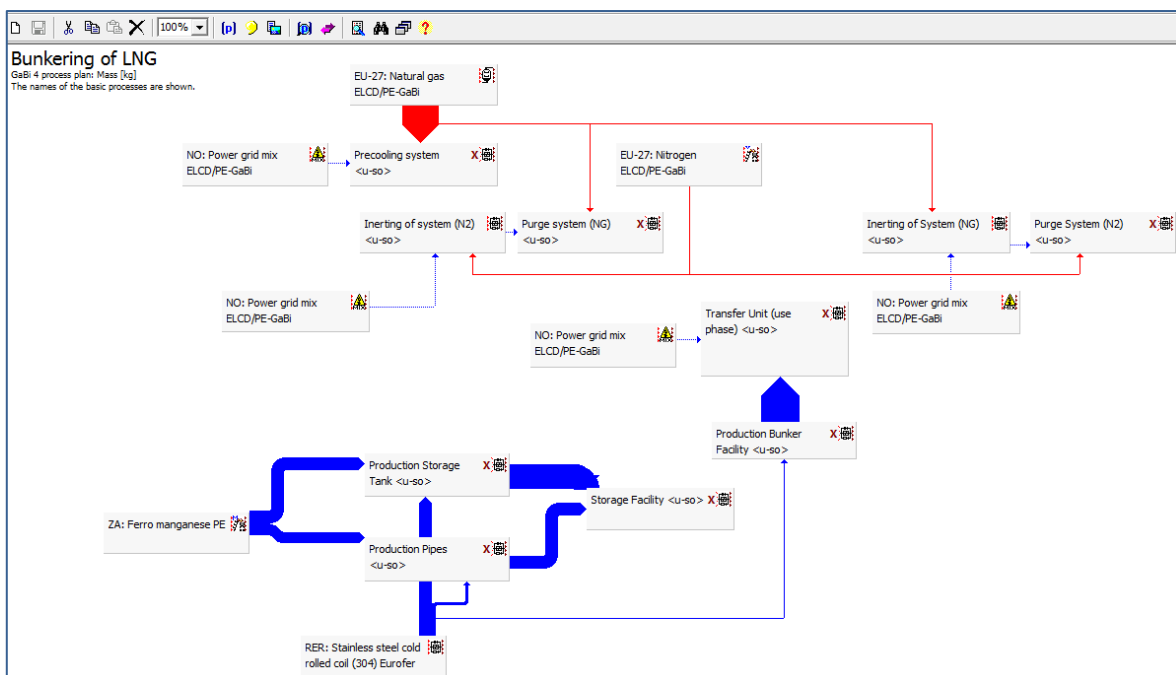 100%
Bunkering of LNG
GaBi 4 process plan: Mass [kg]
The names of the basic processes are shown.
EU-27: Natural gas
ELCD/PE-GaBi
NO: Power grid mix
ELCD/PE-GaBi
Precooling system
<u-so>
X
EU-27: Nitrogen
ELCD/PE-GaBi
Inerting of system (N2)
<u-so>
Purge system (NG)
<u-so>
X
Inerting of System (NG)
<u-so>
Purge System (N2)
<u-so>
X
NO: Power grid mix
ELCD/PE-GaBi
NO: Power grid mix
ELCD/PE-GaBi
Transfer Unit (use
phase) <u-so>
X
NO: Power grid mix
ELCD/PE-GaBi
Production Bunker
Facility <u-so>
X
Production Storage
Tank <u-so>
X
Storage Facility <u-so> X
ZA: Ferro manganese PE
Production Pipes
<u-so>
X
RER: Stainless steel cold
rolled coil (304) Eurofer